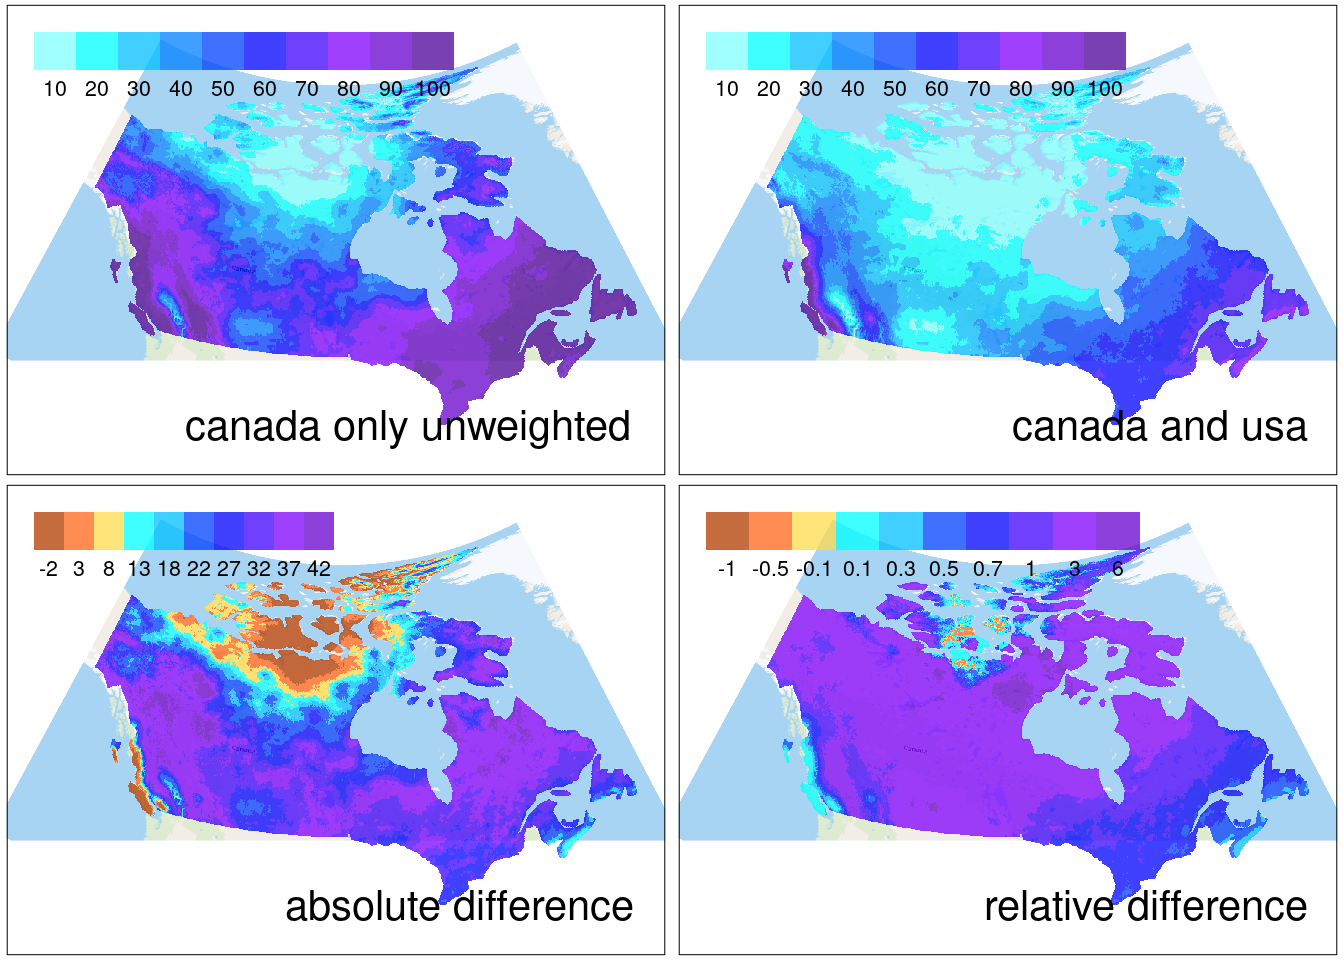 10 20 30 40 50 60 70 80 90 100
canada only unweighted
10 20 30 40 50 60 70 80 90 100
canada and usa
-2 3 8 13 18 22 27 32 37 42
absolute difference
-1 -0.5 -0.1 0.1 0.3 0.5 0.7 1 3 6
relative difference